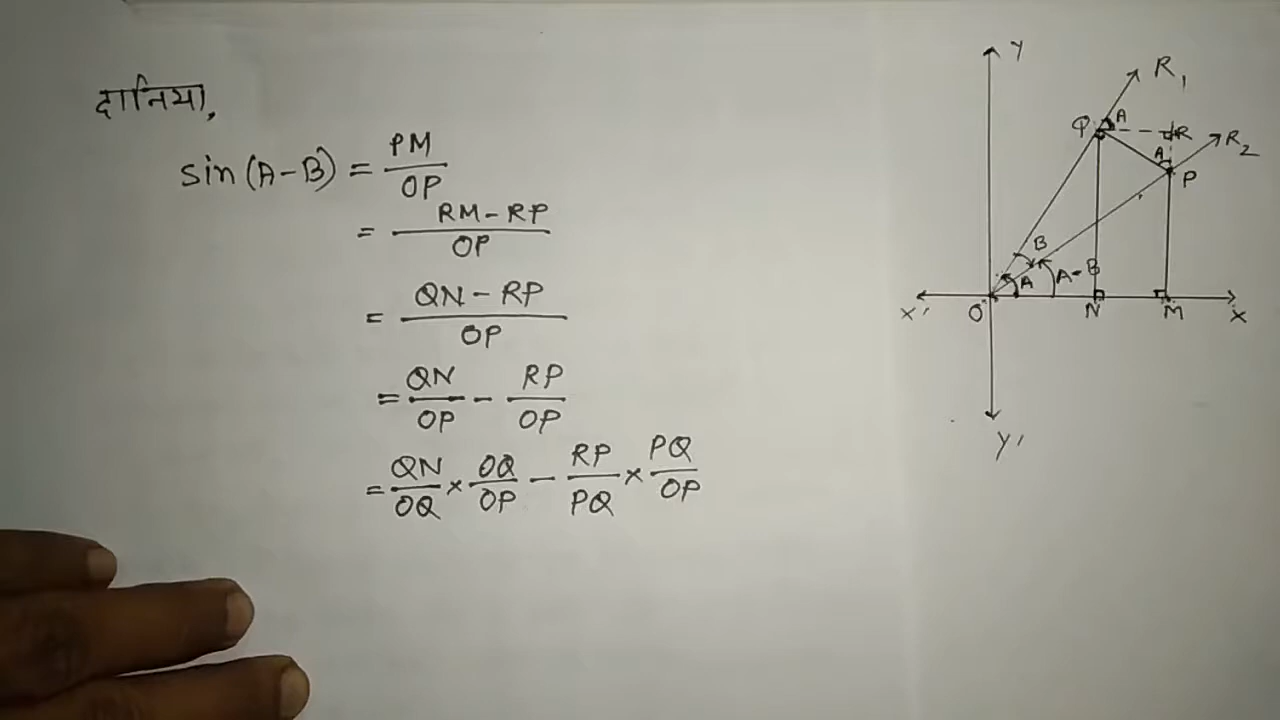 दानिया,
sin(A-B) = PM/OP
= RM-RP/OP
= QN-RP/OP
= QN/OP - RP/OP
= QN/OQ × OQ/OP - RP/PQ × PQ/OP
Y
R₁
Q A R
R₂
A
P
B
A A-B
X' O N M X
Y'